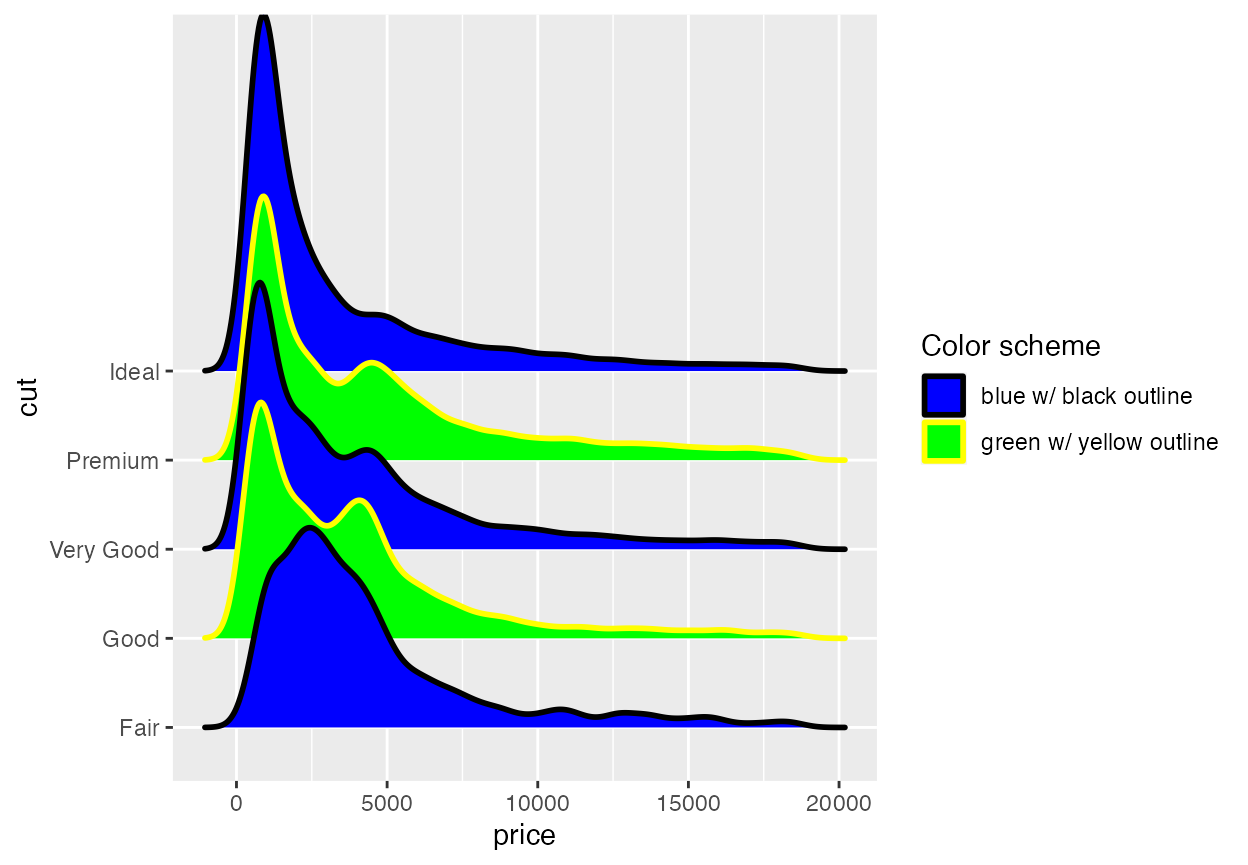 cut
Ideal
Premium
Very Good
Good
Fair
0 5000 10000 15000 20000
price
Color scheme
blue w/ black outline
green w/ yellow outline